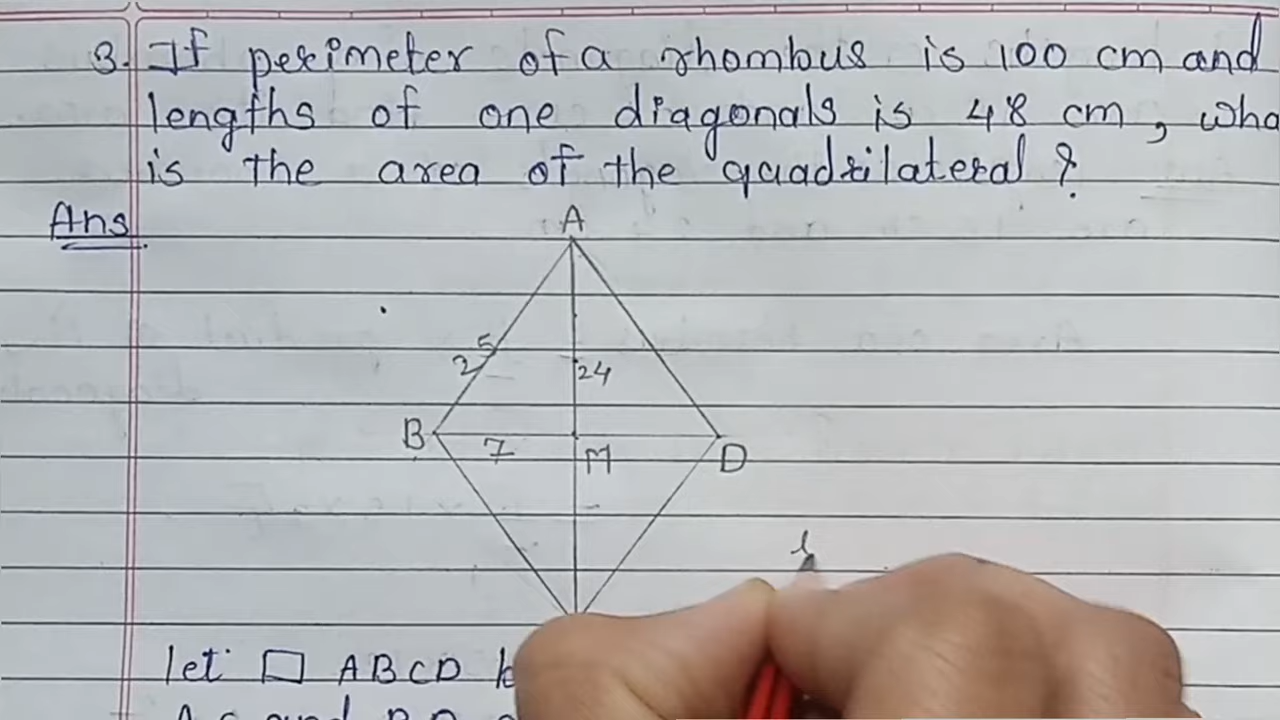 3. If perimeter of a rhombus is 100 cm and
lengths of one diagonals is 48 cm, 
is the area of the quadrilateral ?
Ans.
A
25
24
B
7
M
D
let □ ABCD
and